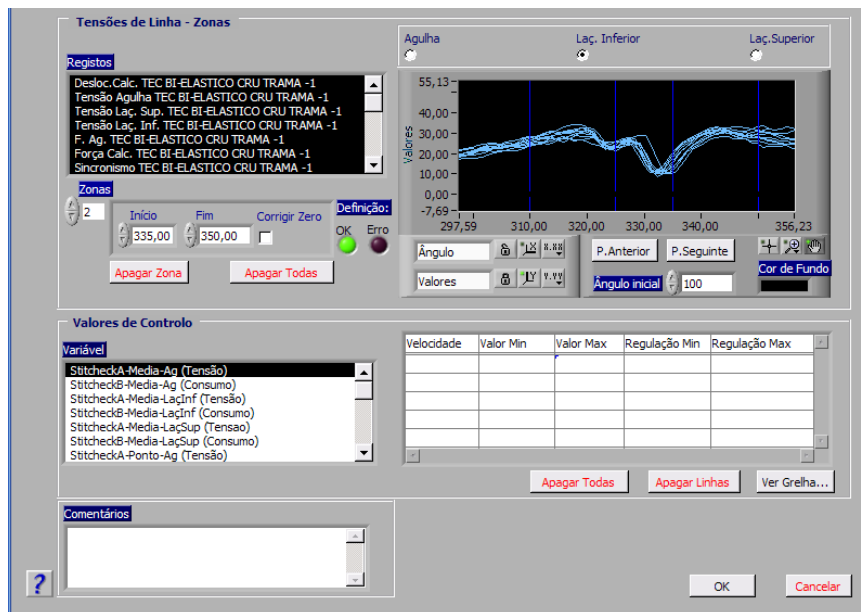 Tensões de Linha - Zonas
Registos
Desloc.Calc. TEC BI-ELASTICO CRU TRAMA -1
Tensão Agulha TEC BI-ELASTICO CRU TRAMA -1
Tensão Laç. Sup. TEC BI-ELASTICO CRU TRAMA -1
Tensão Laç. Inf. TEC BI-ELASTICO CRU TRAMA -1
F. Ag. TEC BI-ELASTICO CRU TRAMA -1
Força Calc. TEC BI-ELASTICO CRU TRAMA -1
Sincronismo TEC BI-ELASTICO CRU TRAMA -1
Zonas
2
Início Fim Corrigir Zero
335,00 350,00
Definição:
OK Erro
Apagar Zona Apagar Todas
Agulha Laç. Inferior Laç.Superior
Valores
55,13
40,00
30,00
20,00
10,00
0,00
-7,69
297,59 310,00 320,00 330,00 340,00 356,23
Ângulo X X.XX P.Anterior P.Seguinte
Valores Y Y.YY Ângulo inicial 100
Cor de Fundo
Valores de Controlo
Variável
StitcheckA-Media-Ag (Tensão)
StitcheckB-Media-Ag (Consumo)
StitcheckA-Media-LaçInf (Tensão)
StitcheckB-Media-LaçInf (Consumo)
StitcheckA-Media-LaçSup (Tensao)
StitcheckB-Media-LaçSup (Consumo)
StitcheckA-Ponto-Ag (Tensão)
Velocidade Valor Min Valor Max Regulação Min Regulação Max
Apagar Todas Apagar Linhas Ver Grelha...
Comentários
?
OK Cancelar